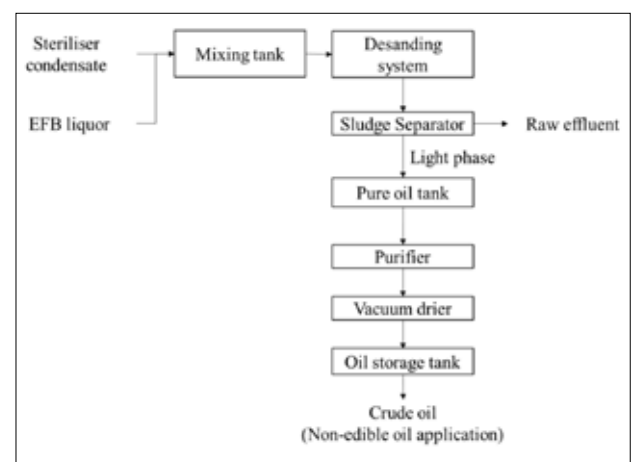 Steriliser
condensate
Mixing tank
Desanding
system
EFB liquor
Sludge Separator
Raw effluent
Light phase
Pure oil tank
Purifier
Vacuum drier
Oil storage tank
Crude oil
(Non-edible oil application)